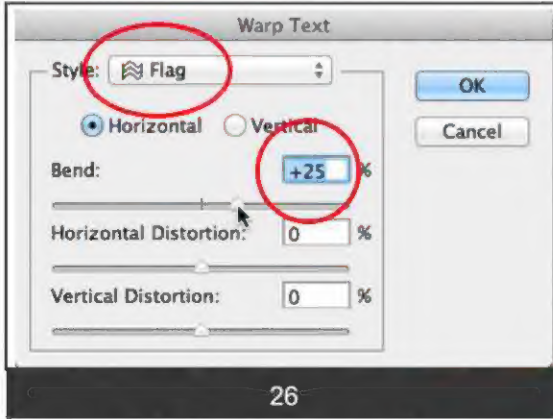 Warp Text
Style: Flag
OK
Horizontal Vertical
Cancel
Bend: +25 %
Horizontal Distortion: 0 %
Vertical Distortion: 0 %
26